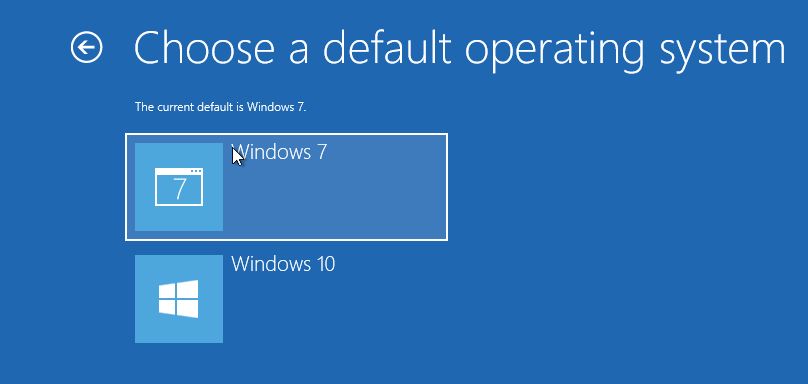 Choose a default operating system
The current default is Windows 7.
Windows 7
7
Windows 10